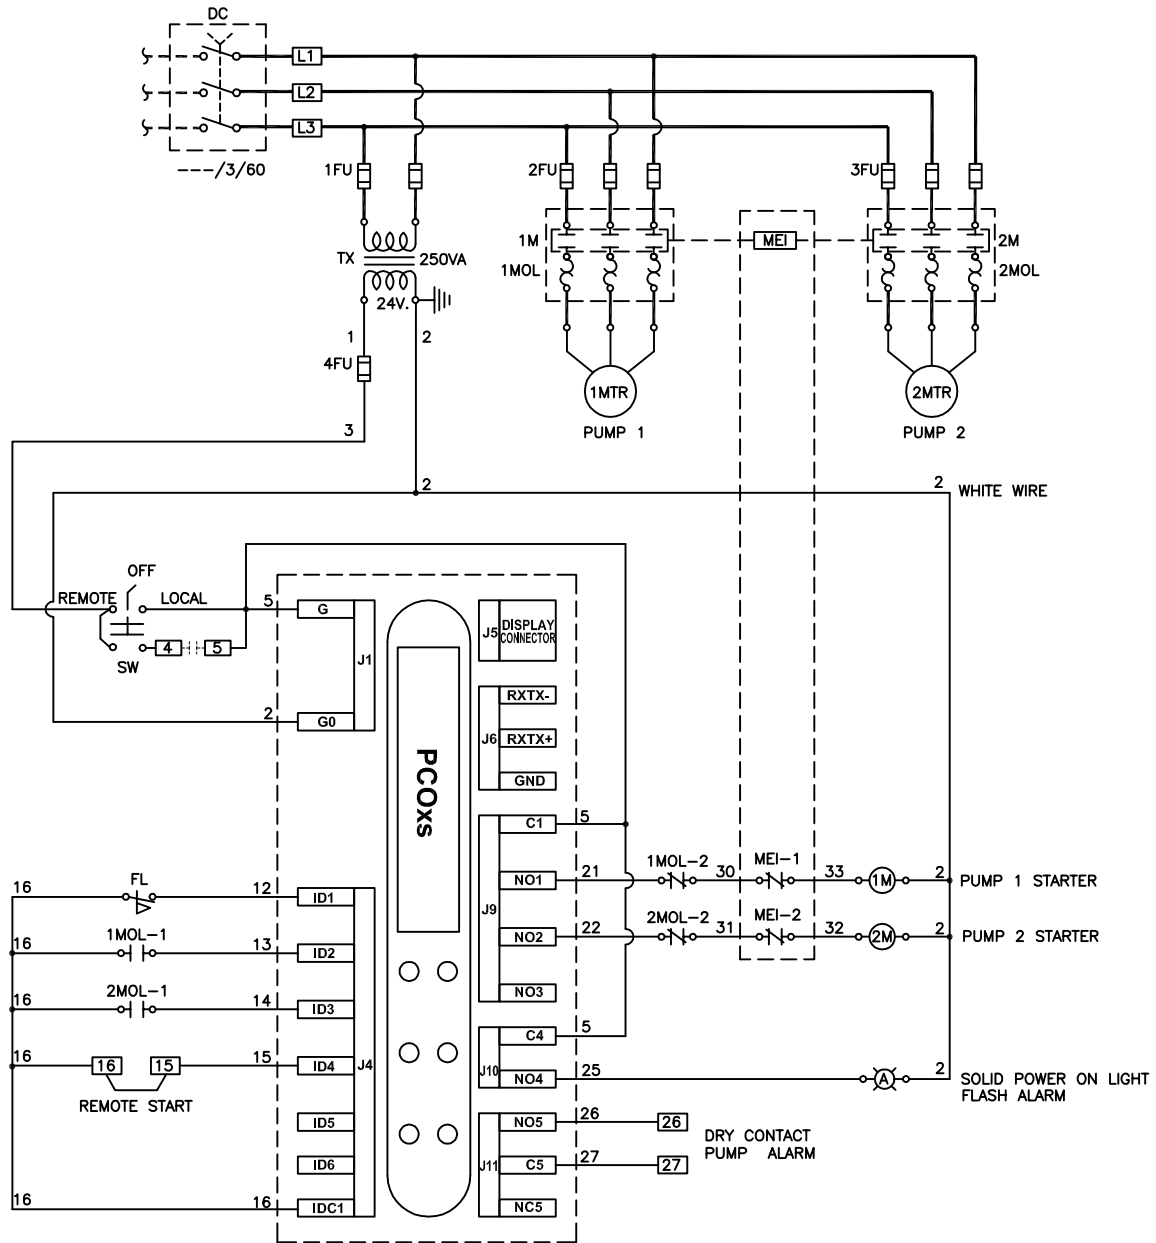 DC
L1
L2
L3
---/3/60
1FU
2FU
3FU
1M
MEI
2M
TX
250VA
1MOL
2MOL
24V.
1
2
4FU
1MTR
2MTR
3
PUMP 1
PUMP 2
2
2
WHITE WIRE
OFF
REMOTE
LOCAL
5
G
J5
DISPLAY
CONNECTOR
4
5
SW
J1
RXTX-
2
G0
J6
RXTX+
GND
PCOxs
C1
5
1MOL-2
MEI-1
NO1
21
30
33
1M
2
PUMP 1 STARTER
16
FL
12
ID1
J9
2MOL-2
MEI-2
NO2
22
31
32
2M
2
PUMP 2 STARTER
16
1MOL-1
13
ID2
NO3
16
2MOL-1
14
ID3
C4
5
16
16
15
15
ID4
J4
J10
NO4
25
A
2
SOLID POWER ON LIGHT
FLASH ALARM
REMOTE START
ID5
NO5
26
26
DRY CONTACT
PUMP ALARM
ID6
J11
C5
27
27
16
16
IDC1
NC5